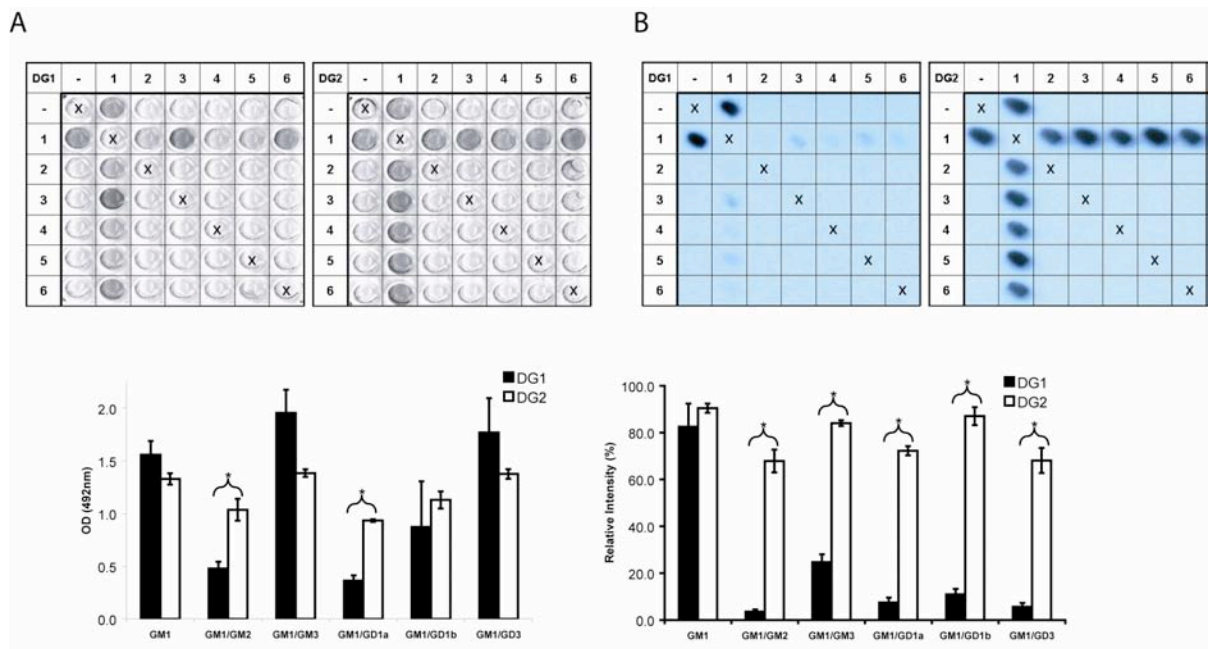 A
B
DG1 - 1 2 3 4 5 6
- X
1 X
2 X
3 X
4 X
5 X
6 X
DG2 - 1 2 3 4 5 6
- X
1 X
2 X
3 X
4 X
5 X
6 X
DG1 - 1 2 3 4 5 6
- X
1 X
2 X
3 X
4 X
5 X
6 X
DG2 - 1 2 3 4 5 6
- X
1 X
2 X
3 X
4 X
5 X
6 X
OD (492nm)
2.0
1.5
1.0
0.5
0.0
DG1
DG2
*
*
GM1 GM1/GM2 GM1/GM3 GM1/GD1a GM1/GD1b GM1/GD3
Relative Intensity (%)
100.0
80.0
60.0
40.0
20.0
0.0
DG1
DG2
*
*
*
*
*
GM1 GM1/GM2 GM1/GM3 GM1/GD1a GM1/GD1b GM1/GD3